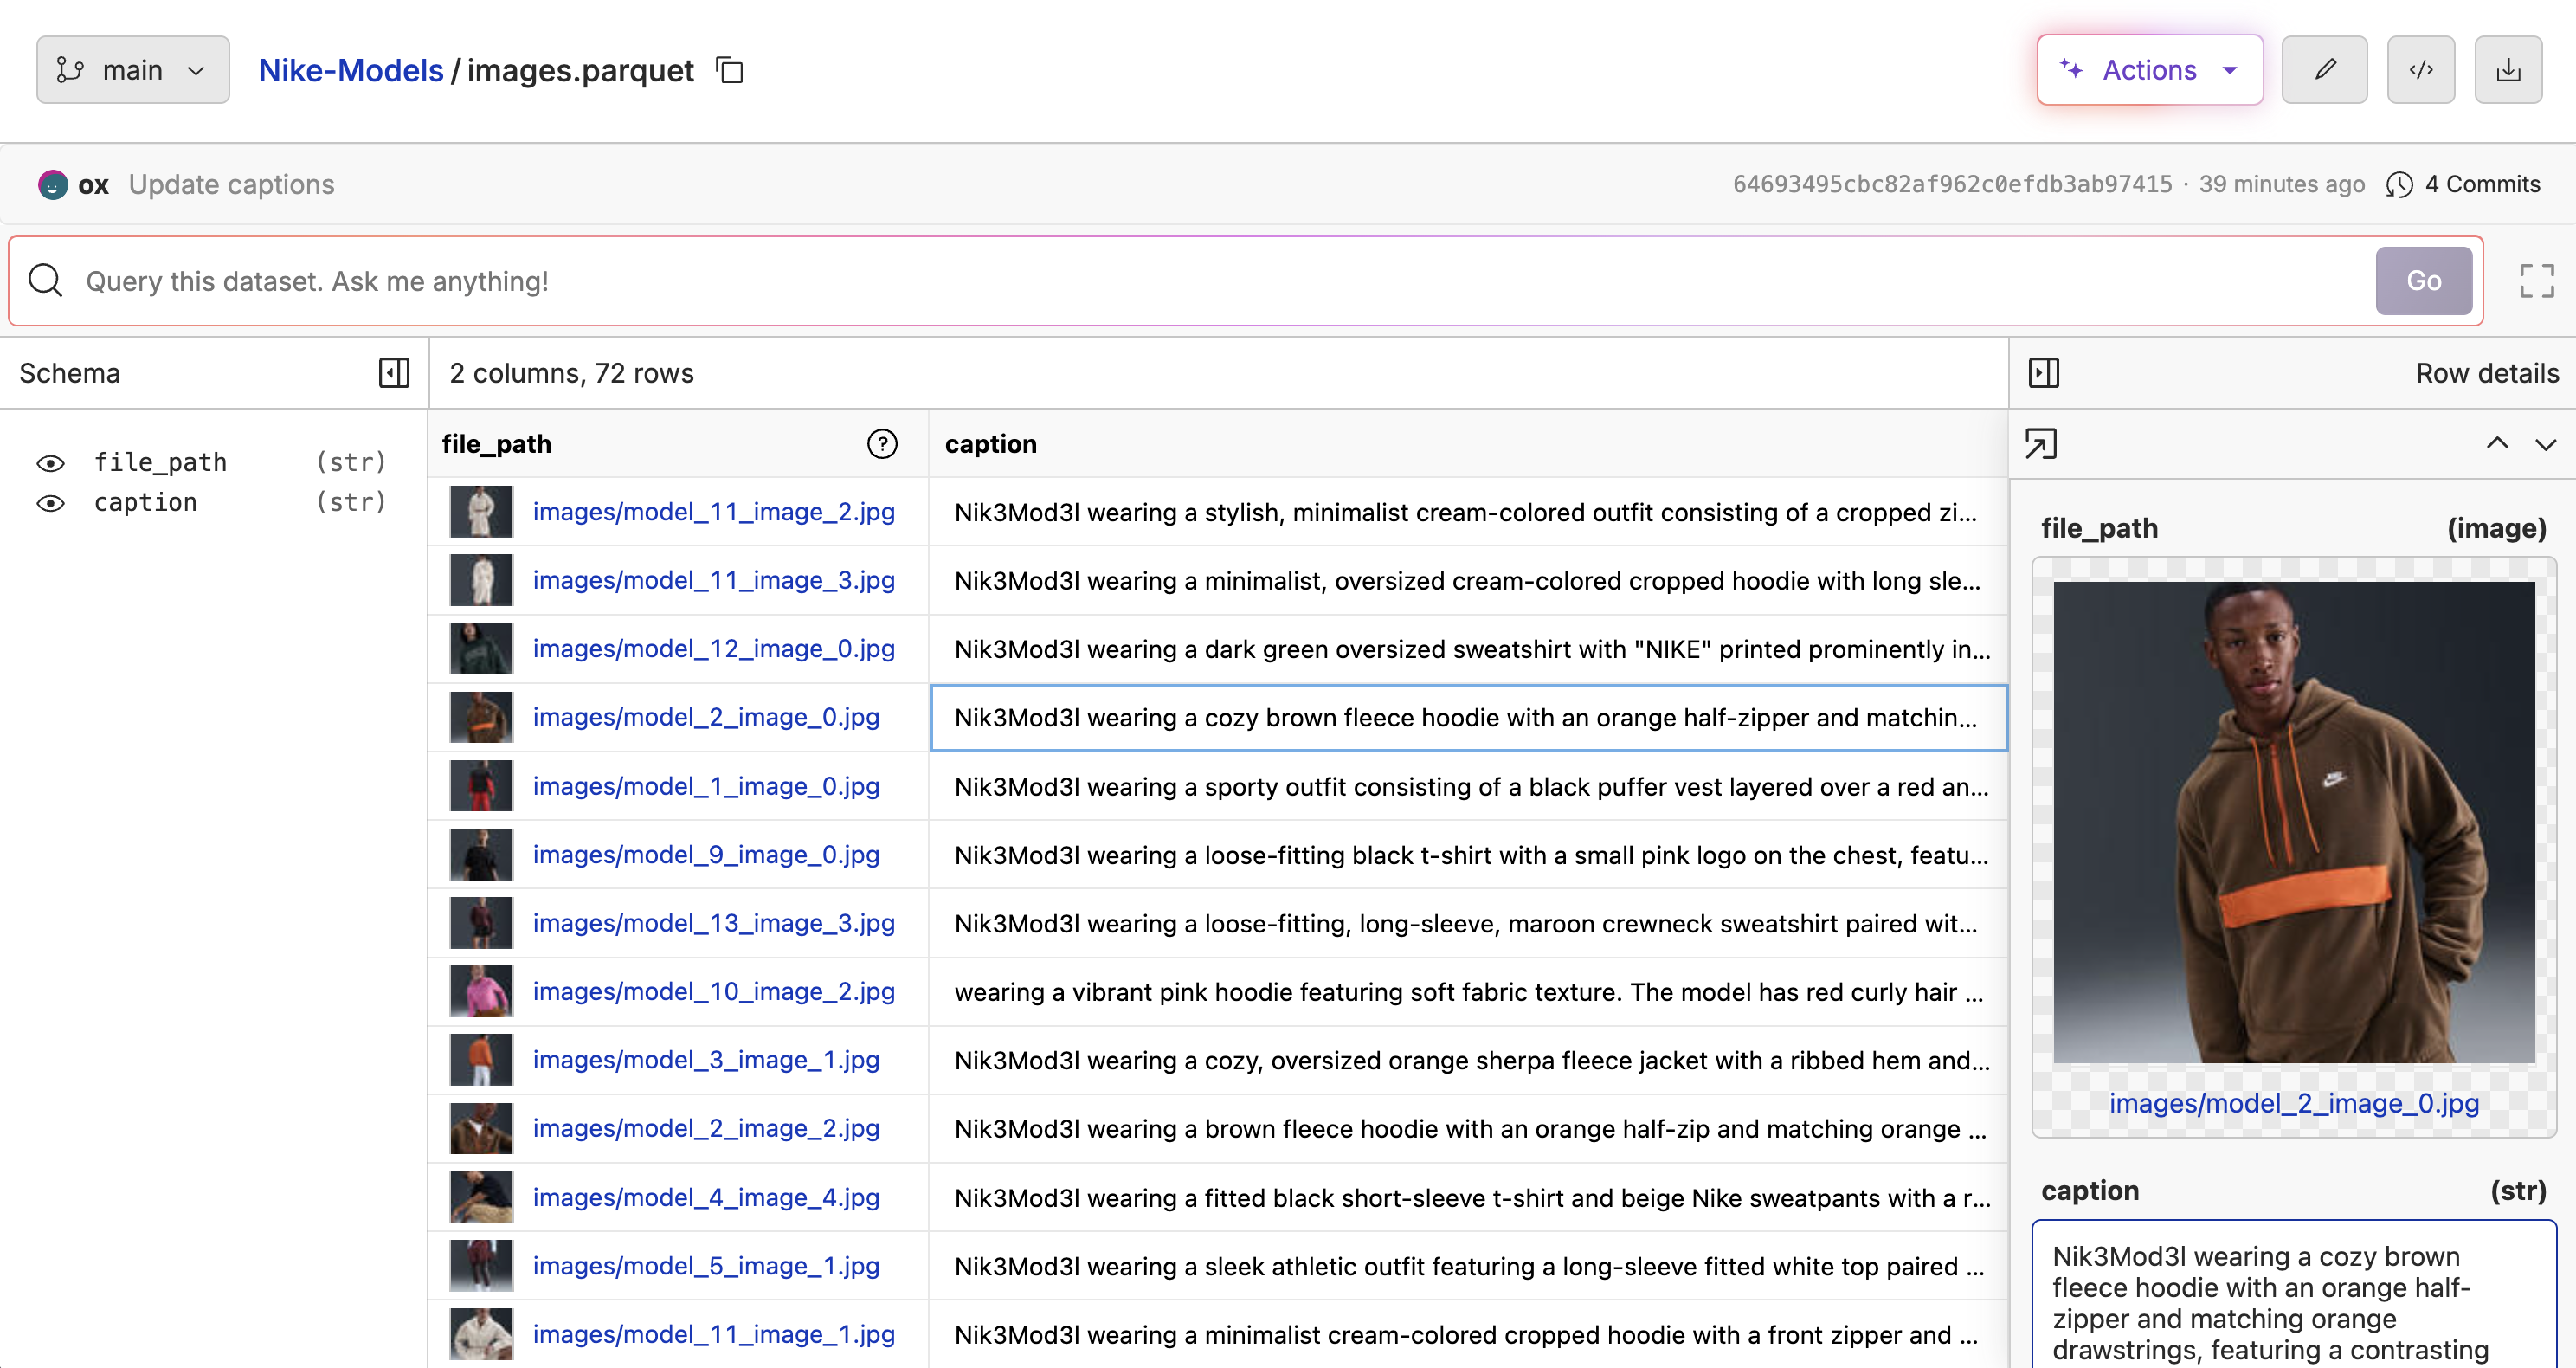 main
Nike-Models / images.parquet
Actions
ox Update captions
64693495cbc82af962c0efdb3ab97415 · 39 minutes ago
4 Commits
Query this dataset. Ask me anything!
Go
Schema
2 columns, 72 rows
Row details
file_path (str)
caption (str)
file_path
caption
images/model_11_image_2.jpg Nik3Mod3l wearing a stylish, minimalist cream-colored outfit consisting of a cropped zi...
images/model_11_image_3.jpg Nik3Mod3l wearing a minimalist, oversized cream-colored cropped hoodie with long sle...
images/model_12_image_0.jpg Nik3Mod3l wearing a dark green oversized sweatshirt with "NIKE" printed prominently in...
images/model_2_image_0.jpg Nik3Mod3l wearing a cozy brown fleece hoodie with an orange half-zipper and matchin...
images/model_1_image_0.jpg Nik3Mod3l wearing a sporty outfit consisting of a black puffer vest layered over a red an...
images/model_9_image_0.jpg Nik3Mod3l wearing a loose-fitting black t-shirt with a small pink logo on the chest, featu...
images/model_13_image_3.jpg Nik3Mod3l wearing a loose-fitting, long-sleeve, maroon crewneck sweatshirt paired wit...
images/model_10_image_2.jpg wearing a vibrant pink hoodie featuring soft fabric texture. The model has red curly hair ...
images/model_3_image_1.jpg Nik3Mod3l wearing a cozy, oversized orange sherpa fleece jacket with a ribbed hem and...
images/model_2_image_2.jpg Nik3Mod3l wearing a brown fleece hoodie with an orange half-zip and matching orange ...
images/model_4_image_4.jpg Nik3Mod3l wearing a fitted black short-sleeve t-shirt and beige Nike sweatpants with a r...
images/model_5_image_1.jpg Nik3Mod3l wearing a sleek athletic outfit featuring a long-sleeve fitted white top paired ...
images/model_11_image_1.jpg Nik3Mod3l wearing a minimalist cream-colored cropped hoodie with a front zipper and ...
file_path (image)
images/model_2_image_0.jpg
caption (str)
Nik3Mod3l wearing a cozy brown
fleece hoodie with an orange half-
zipper and matching orange
drawstrings, featuring a contrasting